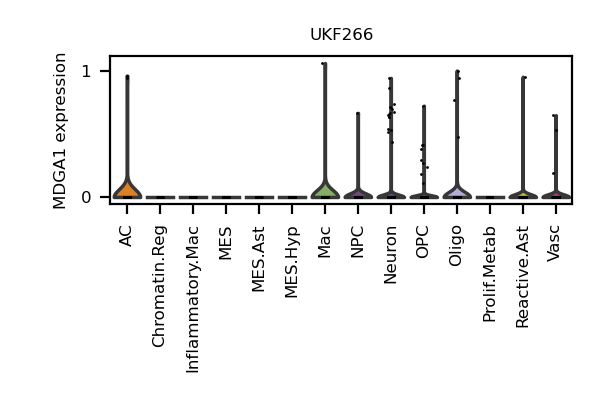 UKF266
MDGA1 expression
1
0
AC
Chromatin.Reg
Inflammatory.Mac
MES
MES.Ast
MES.Hyp
Mac
NPC
Neuron
OPC
Oligo
Prolif.Metab
Reactive.Ast
Vasc